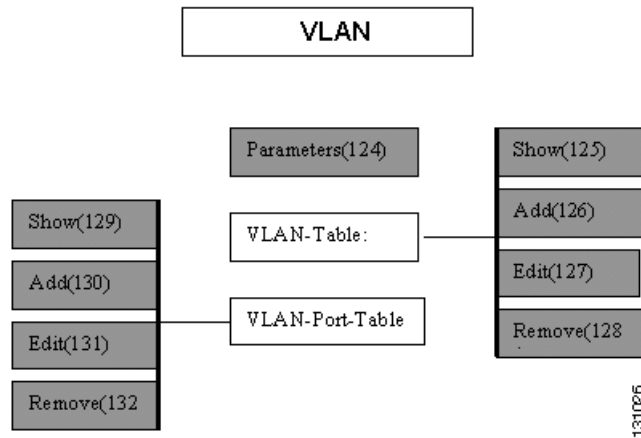 VLAN
Parameters(124)
Show(125)
Add(126)
Edit(127)
Remove(128
VLAN-Table:
VLAN-Port-Table
Show(129)
Add(130)
Edit(131)
Remove(132
131026